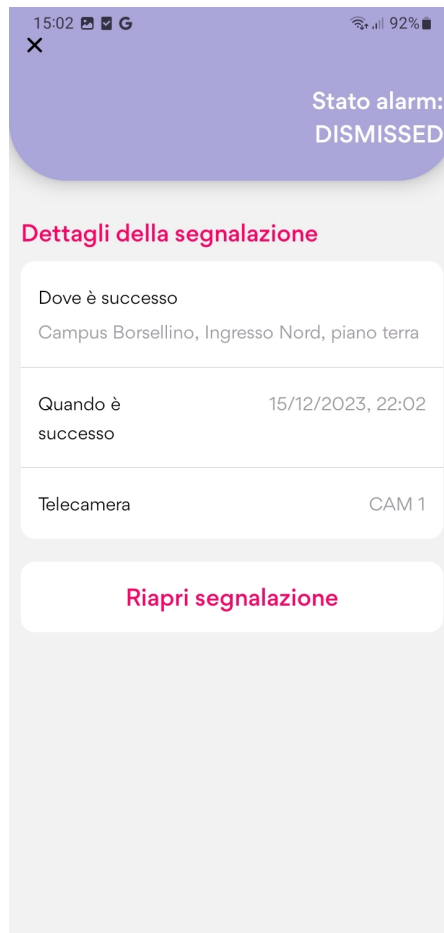 15:02 G 92%
Stato alarm:
DISMISSED
Dettagli della segnalazione
Dove è successo
Campus Borsellino, Ingresso Nord, piano terra
Quando è 15/12/2023, 22:02
successo
Telecamera CAM 1
Riapri segnalazione